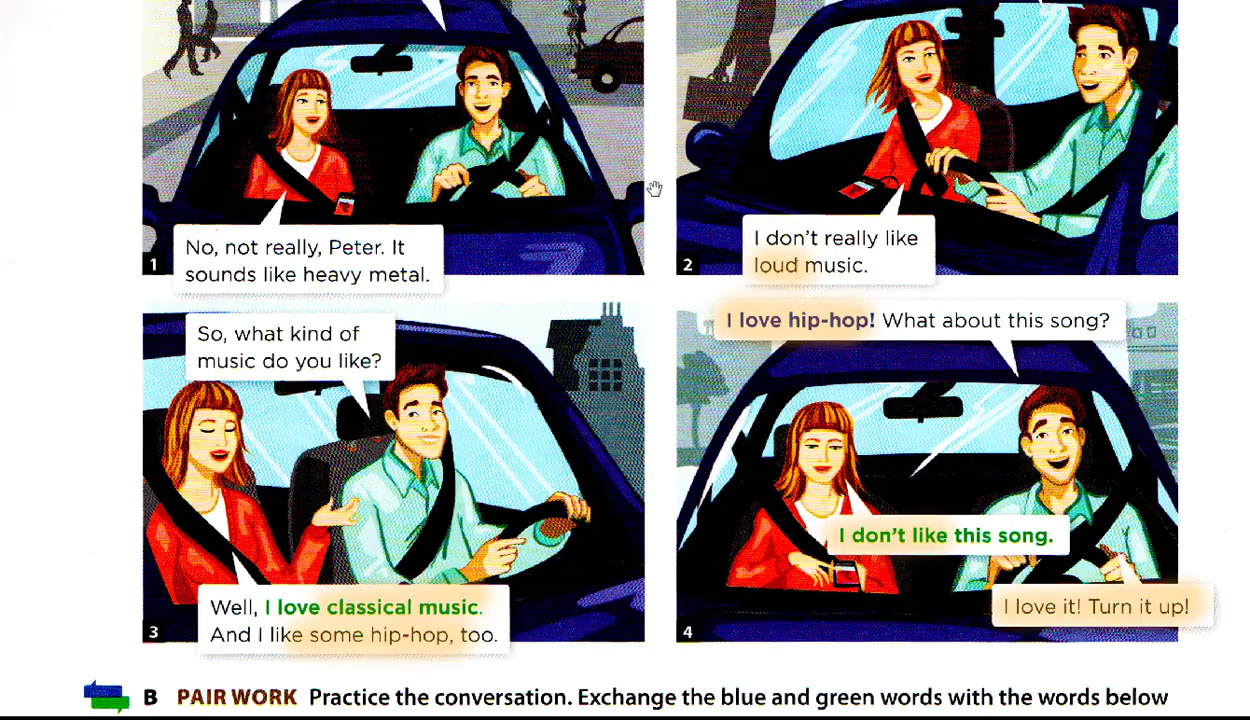 No, not really, Peter. It
sounds like heavy metal.
1
I don't really like
loud music.
2
So, what kind of
music do you like?
Well, I love classical music.
And I like some hip-hop, too.
3
I love hip-hop! What about this song?
I don't like this song.
I love it! Turn it up!
4
B PAIR WORK Practice the conversation. Exchange the blue and green words with the words below